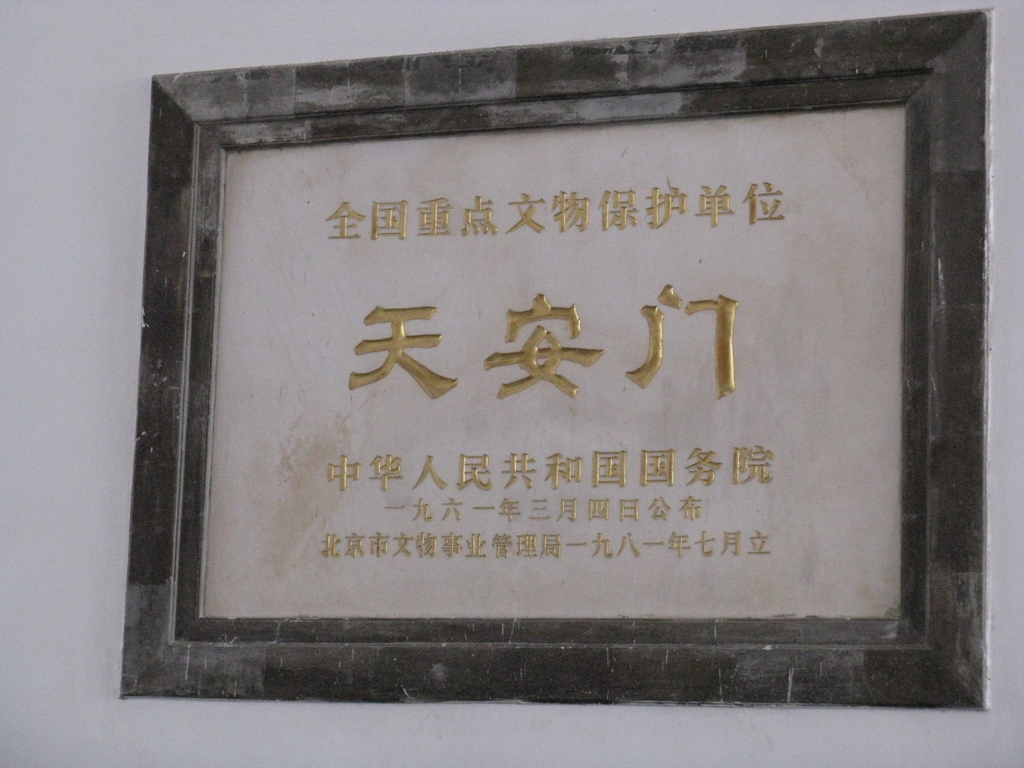 全国重点文物保护单位
天安门
中华人民共和国国务院
一九六一年三月四日公布
北京市文物事业管理局一九八一年七月立